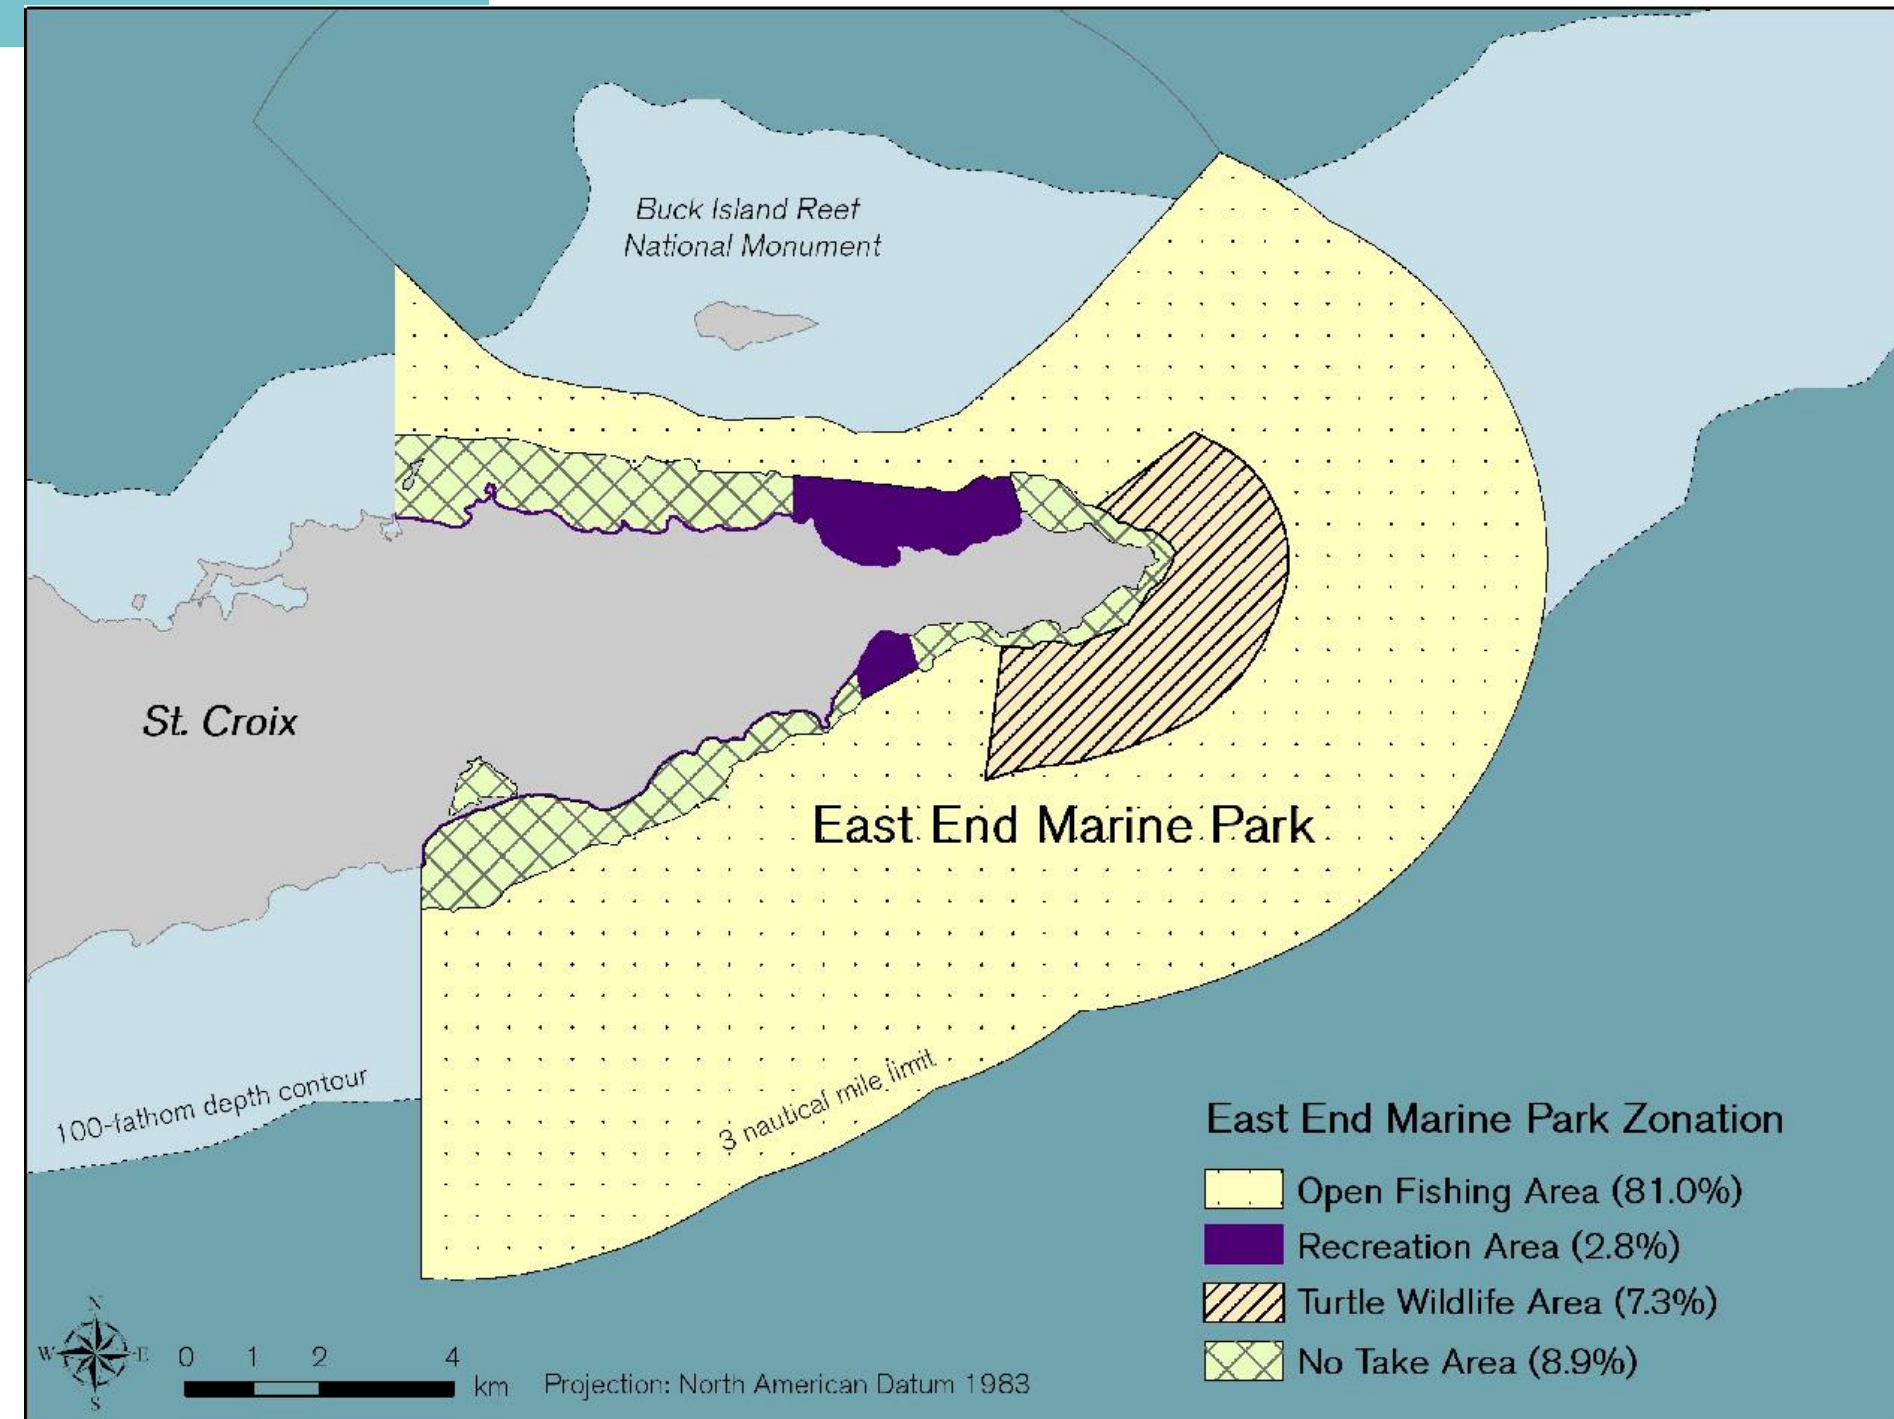 Buck Island Reef
National Monument
St. Croix
East End Marine Park
100-fathom depth contour
3 nautical mile limit
East End Marine Park Zonation
Open Fishing Area (81.0%)
Recreation Area (2.8%)
Turtle Wildlife Area (7.3%)
No Take Area (8.9%)
N
W E
S
0 1 2 4
km
Projection: North American Datum 1983